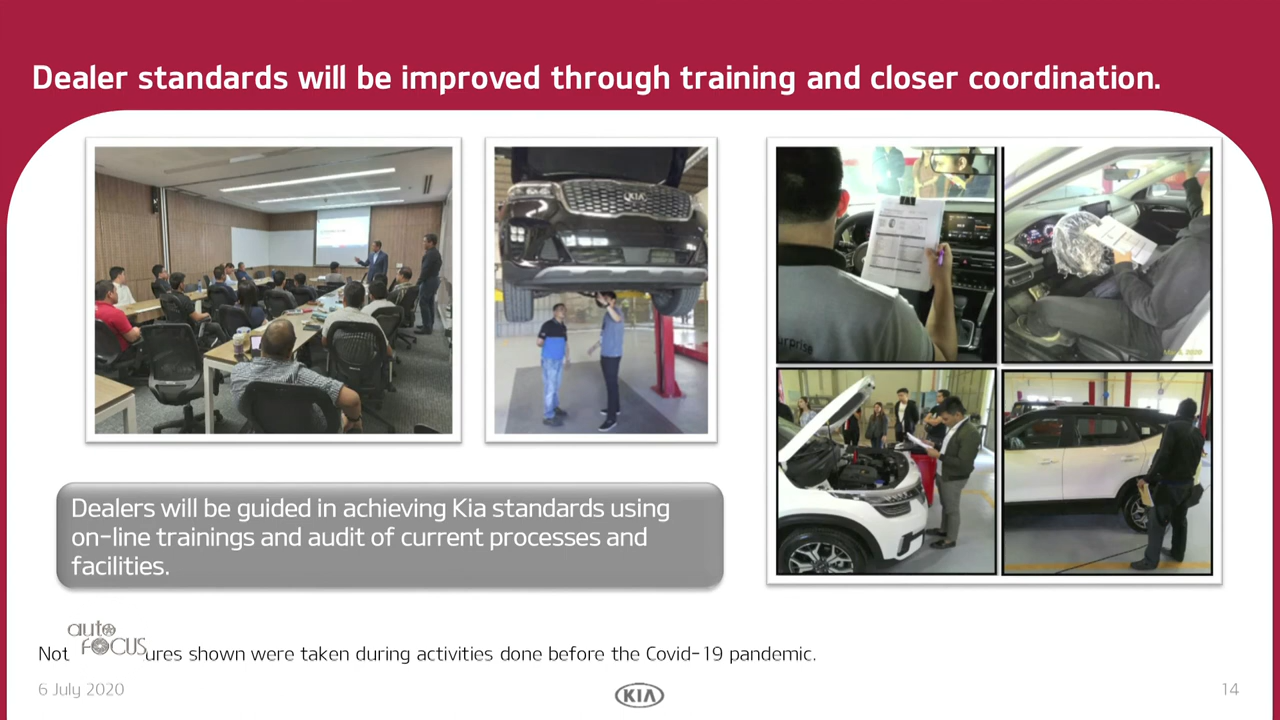 Dealer standards will be improved through training and closer coordination.
KIA
urprise
Dealers will be guided in achieving Kia standards using
on-line trainings and audit of current processes and
facilities.
auto
FOCUS
Not ures shown were taken during activities done before the Covid-19 pandemic.
6 July 2020
KIA
14